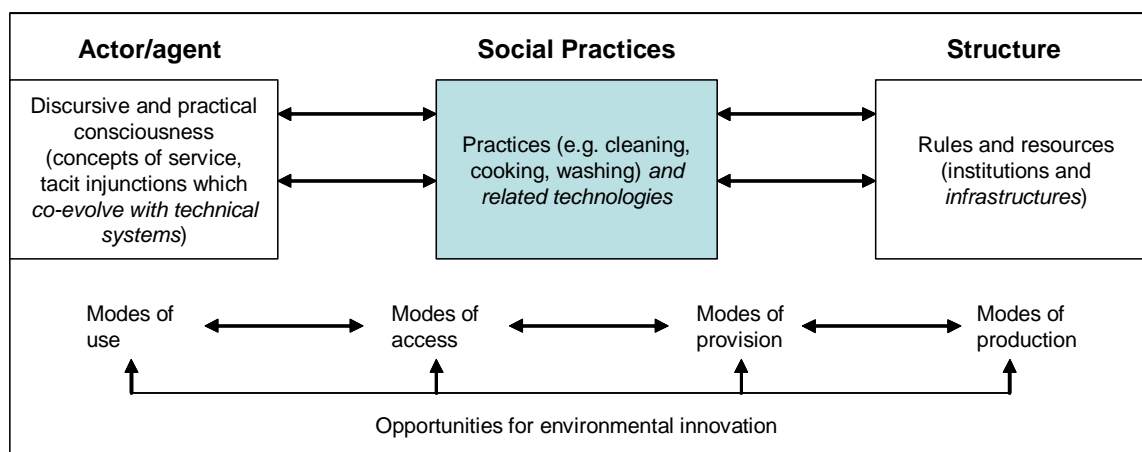 Actor/agent
Social Practices
Structure
Discursive and practical
consciousness
(concepts of service,
tacit injunctions which
co-evolve with technical
systems)
Practices (e.g. cleaning,
cooking, washing) and
related technologies
Rules and resources
(institutions and
infrastructures)
Modes of
use
Modes of
access
Modes of
provision
Modes of
production
Opportunities for environmental innovation